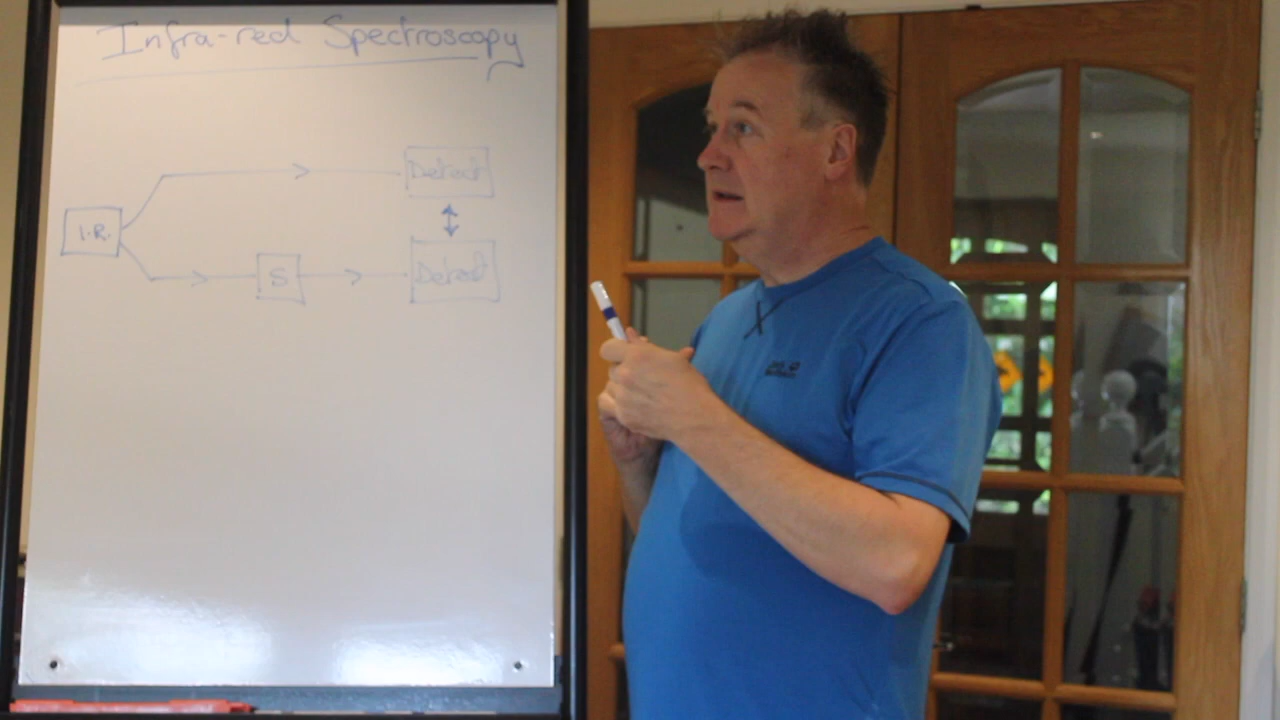 Infra-red Spectroscopy
Detect
I.R.
S
Detect